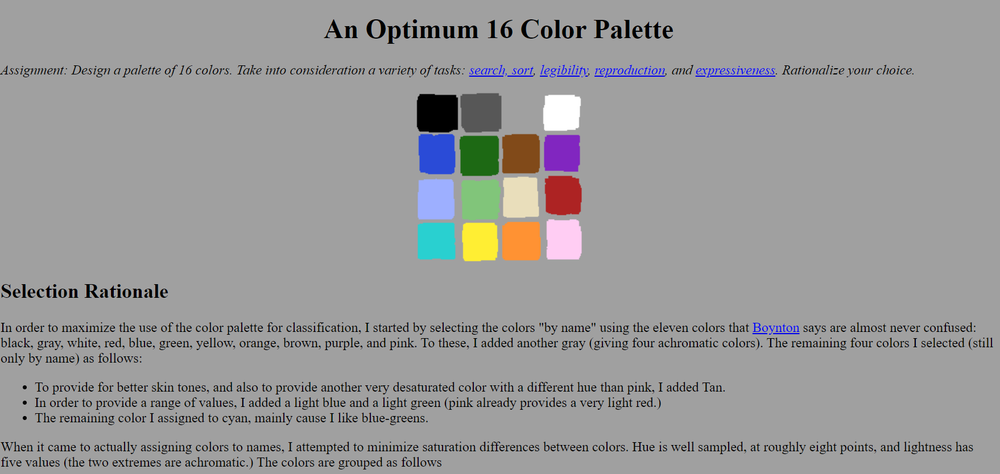 An Optimum 16 Color Palette
Assignment: Design a palette of 16 colors. Take into consideration a variety of tasks: search, sort, legibility, reproduction, and expressiveness. Rationalize your choice.
Selection Rationale
In order to maximize the use of the color palette for classification, I started by selecting the colors "by name" using the eleven colors that Boynton says are almost never confused:
black, gray, white, red, blue, green, yellow, orange, brown, purple, and pink. To these, I added another gray (giving four achromatic colors). The remaining four colors I selected (still
only by name) as follows:
• To provide for better skin tones, and also to provide another very desaturated color with a different hue than pink, I added Tan.
• In order to provide a range of values, I added a light blue and a light green (pink already provides a very light red.)
• The remaining color I assigned to cyan, mainly cause I like blue-greens.
When it came to actually assigning colors to names, I attempted to minimize saturation differences between colors. Hue is well sampled, at roughly eight points, and lightness has
five values (the two extremes are achromatic.) The colors are grouped as follows